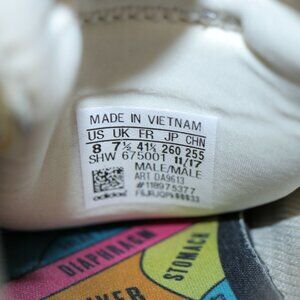 MADE IN VIETNAM
US UK FR JP CHN
8 7½ 41⅓ 260 255
SHW 675001 11/17
MALE/MALE
ART DA9613
#118975377
adidas
DIAPHRAGM
STOMACH